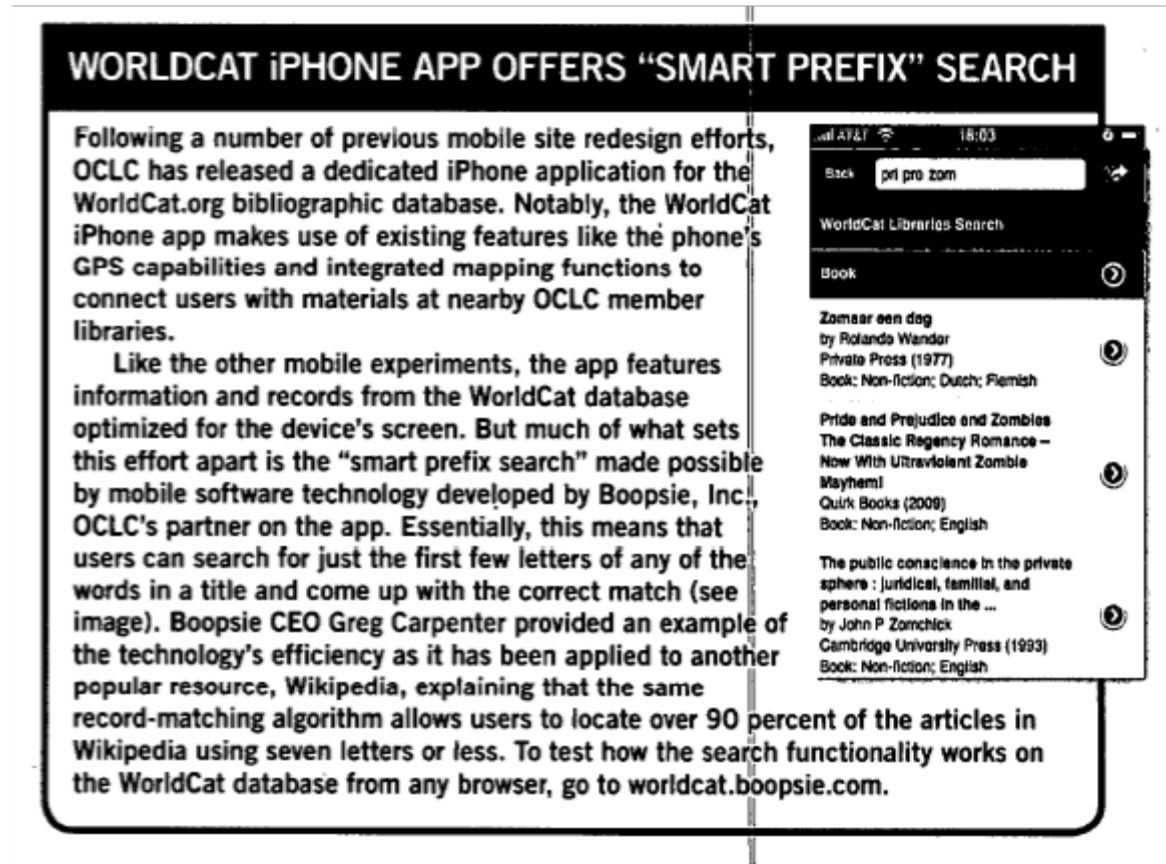 WORLDCAT iPHONE APP OFFERS “SMART PREFIX” SEARCH
Following a number of previous mobile site redesign efforts,
OCLC has released a dedicated iPhone application for the
WorldCat.org bibliographic database. Notably, the WorldCat
iPhone app makes use of existing features like the phone's
GPS capabilities and integrated mapping functions to
connect users with materials at nearby OCLC member
libraries.
Like the other mobile experiments, the app features
information and records from the WorldCat database
optimized for the device's screen. But much of what sets
this effort apart is the “smart prefix search” made possible
by mobile software technology developed by Boopsie, Inc.,
OCLC's partner on the app. Essentially, this means that
users can search for just the first few letters of any of the
words in a title and come up with the correct match (see
image). Boopsie CEO Greg Carpenter provided an example of
the technology's efficiency as it has been applied to another
popular resource, Wikipedia, explaining that the same
record-matching algorithm allows users to locate over 90 percent of the articles in
Wikipedia using seven letters or less. To test how the search functionality works on
the WorldCat database from any browser, go to worldcat.boopsie.com.
AT&T 18:03
Back pri pro zom
WorldCat Libraries Search
Book
Zomaar een dag
by Rolando Wandor
Private Press (1977)
Book: Non-fiction; Dutch; Flemish
Pride and Prejudice and Zombies
The Classic Regency Romance –
Now With Ultraviolent Zombie
Mayhem!
Quirk Books (2009)
Book: Non-fiction; English
The public conscience in the private
sphere : juridical, familial, and
personal fictions in the ...
by John P Zomchick
Cambridge University Press (1993)
Book: Non-fiction; English